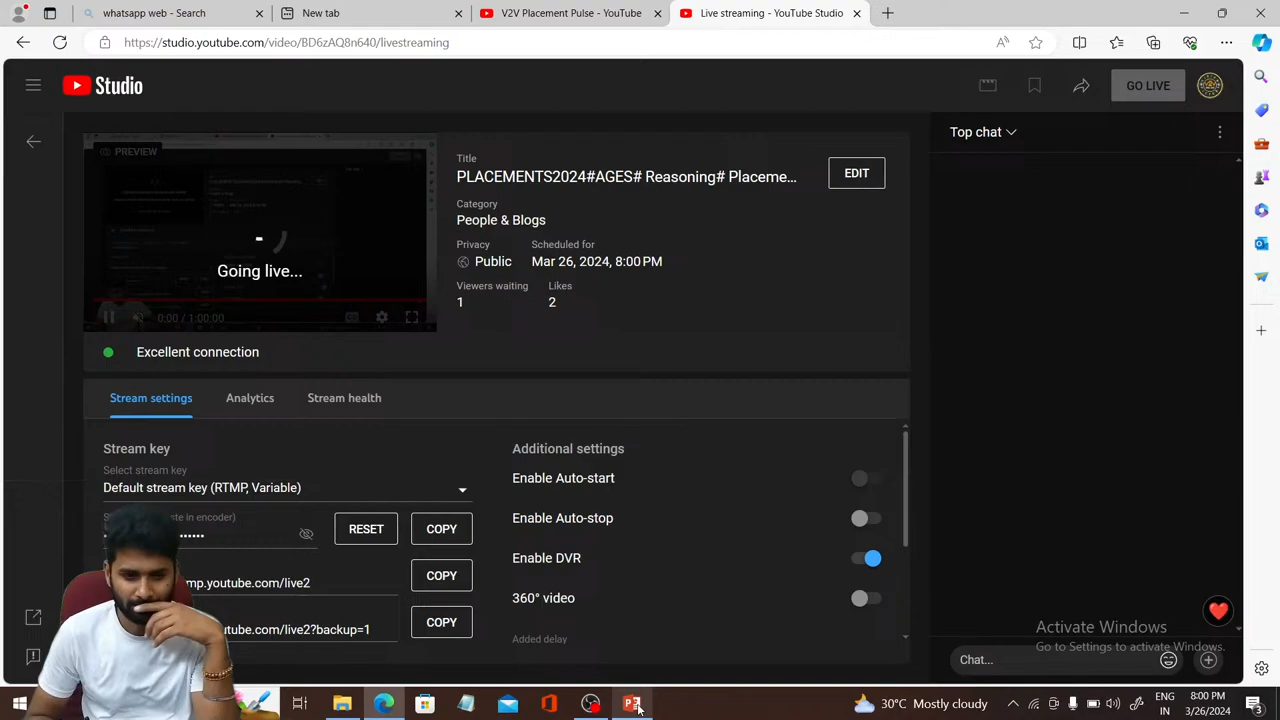 whatsapp web - Search
New tab
V2V Placement Pulse - YouTube
Live streaming - YouTube Studio
https://studio.youtube.com/video/BD6zAQ8n640/livestreaming
Studio
GO LIVE
PREVIEW
Going live...
0:00 / 1:00:00
Title
PLACEMENTS2024#AGES# Reasoning# Placeme...
EDIT
Category
People & Blogs
Privacy
Public
Scheduled for
Mar 26, 2024, 8:00 PM
Viewers waiting
1
Likes
2
Top chat
Excellent connection
Stream settings
Analytics
Stream health
Stream key
Select stream key
Default stream key (RTMP, Variable)
in encoder)
RESET
COPY
mp.youtube.com/live2
COPY
utube.com/live2?backup=1
COPY
Additional settings
Enable Auto-start
Enable Auto-stop
Enable DVR
360° video
Added delay
Activate Windows
Go to Settings to activate Windows.
Chat...
30°C Mostly cloudy
ENG
IN
8:00 PM
3/26/2024
3